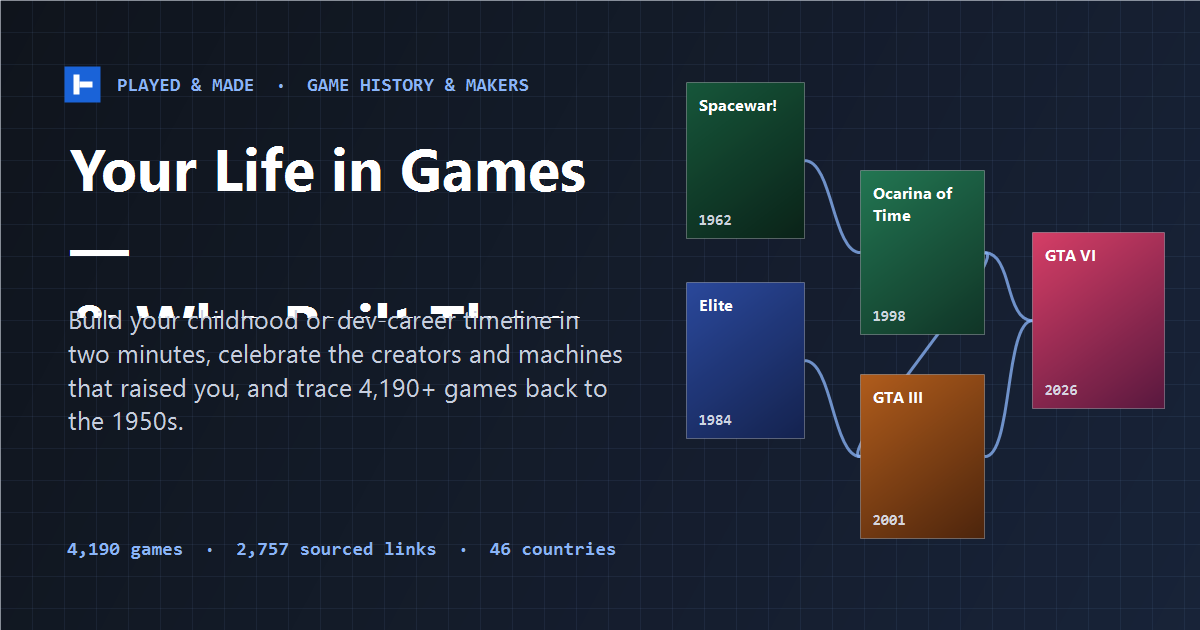 PLAYED & MADE · GAME HISTORY & MAKERS
Your Life in Games
—
Build your childhood or dev-career timeline in
two minutes, celebrate the creators and machines
that raised you, and trace 4,190+ games back to
the 1950s.
4,190 games · 2,757 sourced links · 46 countries
Spacewar!
1962
Elite
1984
Ocarina of
Time
1998
GTA III
2001
GTA VI
2026